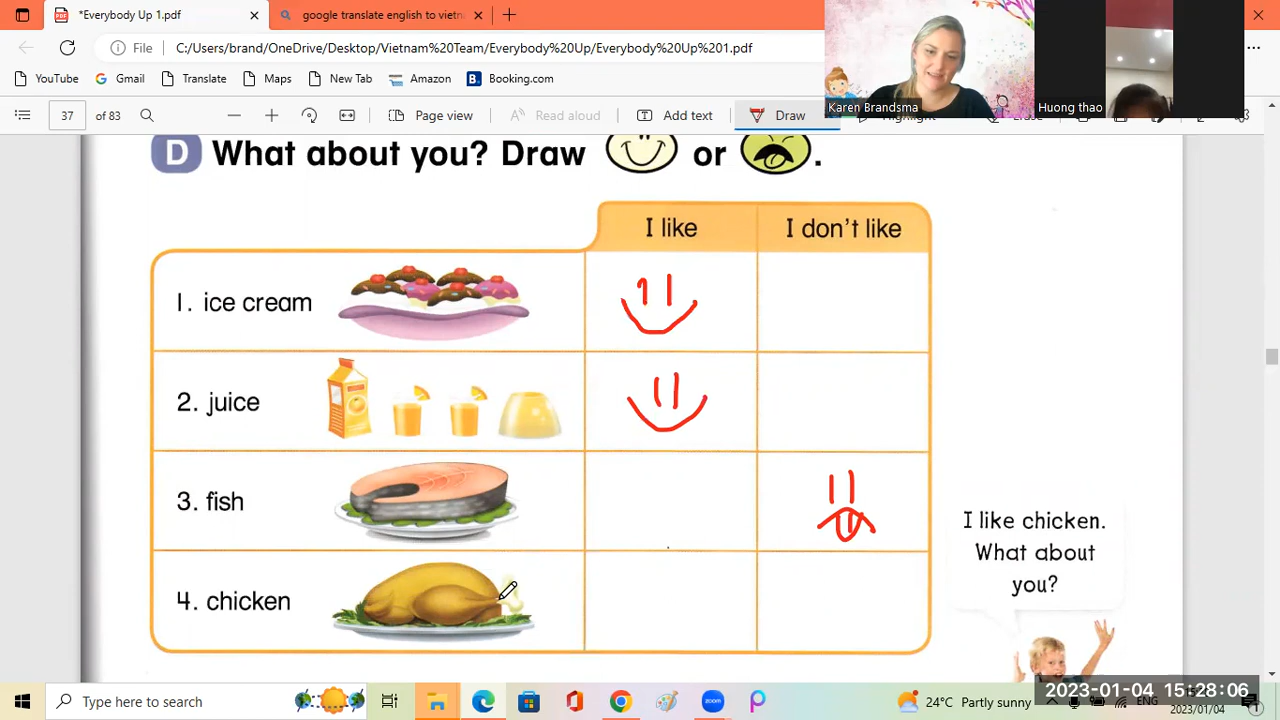 *Everybody Up 1.pdf
google translate english to vietn
File
C:/Users/brand/OneDrive/Desktop/Vietnam%20Team/Everybody%20Up/Everybody%20Up%201.pdf
YouTube
Gmail
Translate
Maps
New Tab
Amazon
Booking.com
Karen Brandsma
Huong thao
37 of 83
Page view
Read aloud
Add text
Draw
D What about you? Draw or .
I like
I don't like
1. ice cream
2. juice
3. fish
4. chicken
I like chicken.
What about
you?
Type here to search
24°C Partly sunny
ENG
2023-01-04 15:28:06
2023/01/04